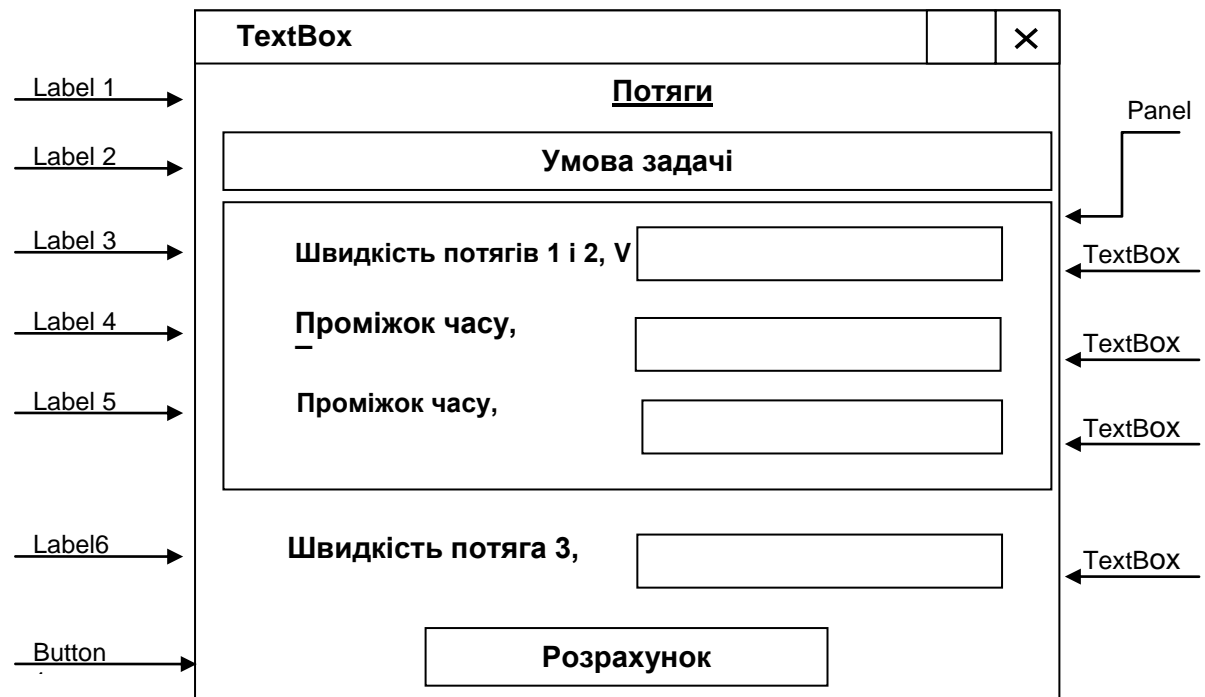 TextBox
Label 1
Потяги
Panel
Label 2
Умова задачі
Label 3
Швидкість потягів 1 і 2, V
TextBox
Label 4
Проміжок часу,
TextBox
Label 5
Проміжок часу,
TextBox
Label6
Швидкість потяга 3,
TextBox
Button
Розрахунок